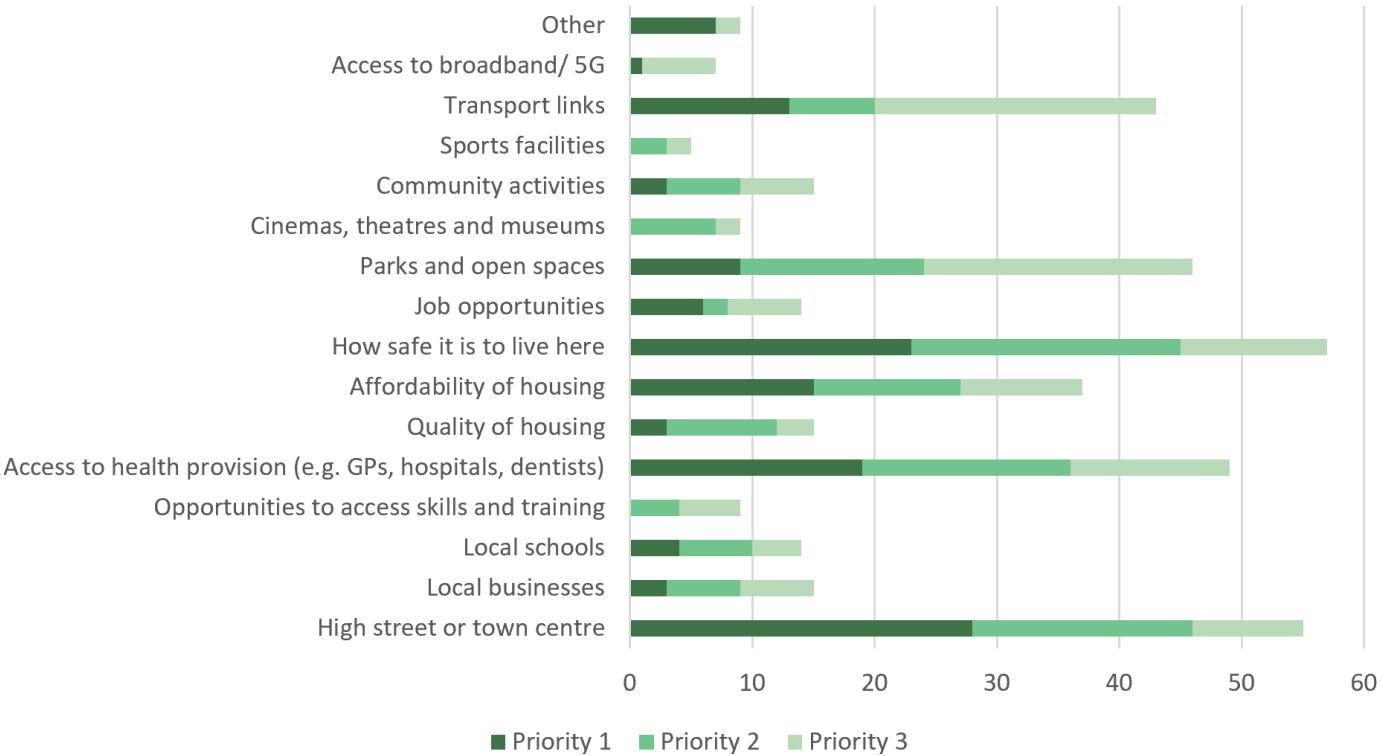 Other
Access to broadband/ 5G
Transport links
Sports facilities
Community activities
Cinemas, theatres and museums
Parks and open spaces
Job opportunities
How safe it is to live here
Affordability of housing
Quality of housing
Access to health provision (e.g. GPs, hospitals, dentists)
Opportunities to access skills and training
Local schools
Local businesses
High street or town centre
0 10 20 30 40 50 60
Priority 1 Priority 2 Priority 3